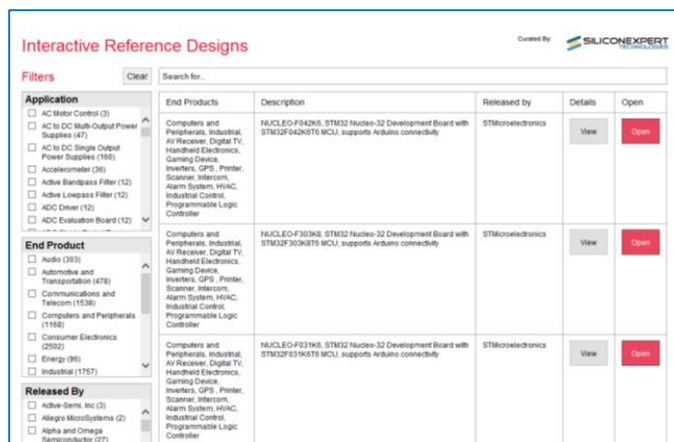 Interactive Reference Designs
Curated By:
SILICONEXPERT
TECHNOLOGIES
Filters
Clear
Search for..
Application
AC Motor Control (3)
AC to DC Multi-Output Power
Supplies (47)
AC to DC Single Output
Power Supplies (160)
Accelerometer (36)
Active Bandpass Filter (12)
Active Lowpass Filter (12)
ADC Driver (12)
ADC Evaluation Board (12)
End Product
Audio (303)
Automotive and
Transportation (478)
Communications and
Telecom (1538)
Computers and Peripherals
(1168)
Consumer Electronics
(2502)
Energy (96)
Industrial (1757)
Released By
Active-Semi, Inc (3)
Allegro MicroSystems (2)
Alpha and Omega
Semiconductor (27)
End Products
Description
Released by
Details
Open
Computers and
Peripherals, Industrial,
AV Receiver, Digital TV,
Handheld Electronics,
Gaming Device,
Inverters, GPS , Printer,
Scanner, Intercom,
Alarm System, HVAC,
Industrial Control,
Programmable Logic
Controller
NUCLEO-F042K6, STM32 Nucleo-32 Development Board with
STM32F042K6T6 MCU, supports Arduino connectivity
STMicroelectronics
View
Open
Computers and
Peripherals, Industrial,
AV Receiver, Digital TV,
Handheld Electronics,
Gaming Device,
Inverters, GPS , Printer,
Scanner, Intercom,
Alarm System, HVAC,
Industrial Control,
Programmable Logic
Controller
NUCLEO-F303K8, STM32 Nucleo-32 Development Board with
STM32F303K8T6 MCU, supports Arduino connectivity
STMicroelectronics
View
Open
Computers and
Peripherals, Industrial,
AV Receiver, Digital TV,
Handheld Electronics,
Gaming Device,
Inverters, GPS , Printer,
Scanner, Intercom,
Alarm System, HVAC,
Industrial Control,
Programmable Logic
Controller
NUCLEO-F031K6, STM32 Nucleo-32 Development Board with
STM32F031K6T6 MCU, supports Arduino connectivity
STMicroelectronics
View
Open